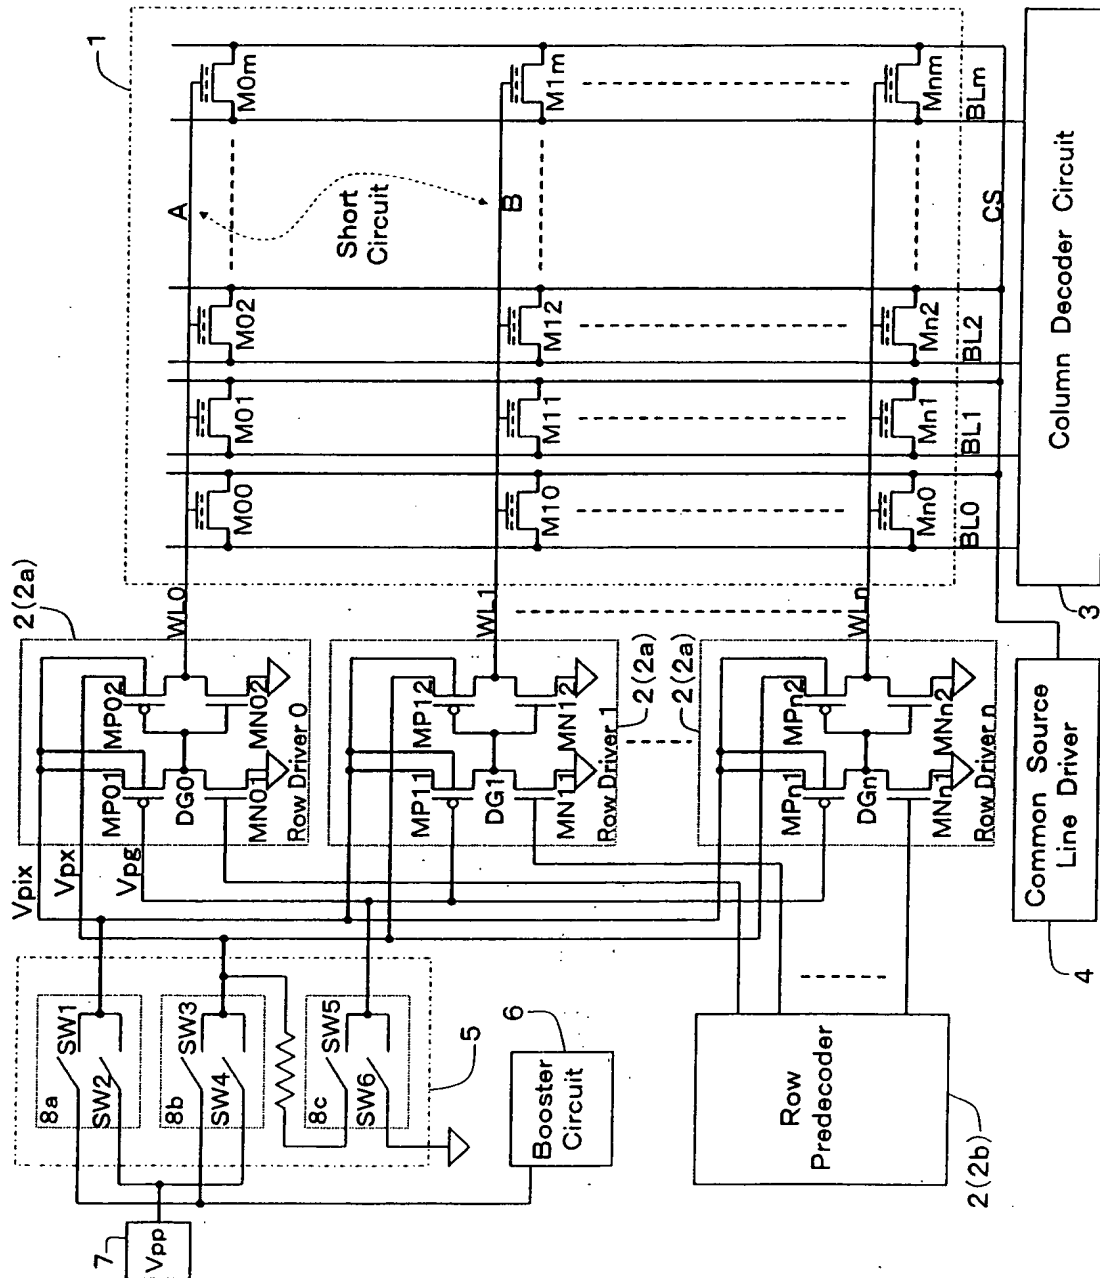 1
WL0
A
M00
M01
M02
M0m
Short
Circuit
WL1
B
M10
M11
M12
M1m
WLn
Mn0
Mn1
Mn2
Mnm
BL0
BL1
BL2
BLm
CS
Column Decoder Circuit
3
2(2a)
MP01
MP02
DG0
MN01
MN02
Row Driver 0
2(2a)
MP11
MP12
DG1
MN11
MN12
Row Driver 1
2(2a)
MPn1
MPn2
DGn
MNn1
MNn2
Row Driver n
Common Source
Line Driver
4
Vpix
Vpx
Vpg
8a
SW1
SW2
8b
SW3
SW4
8c
SW5
SW6
5
Booster
Circuit
6
7
Vpp
Row
Predecoder
2(2b)